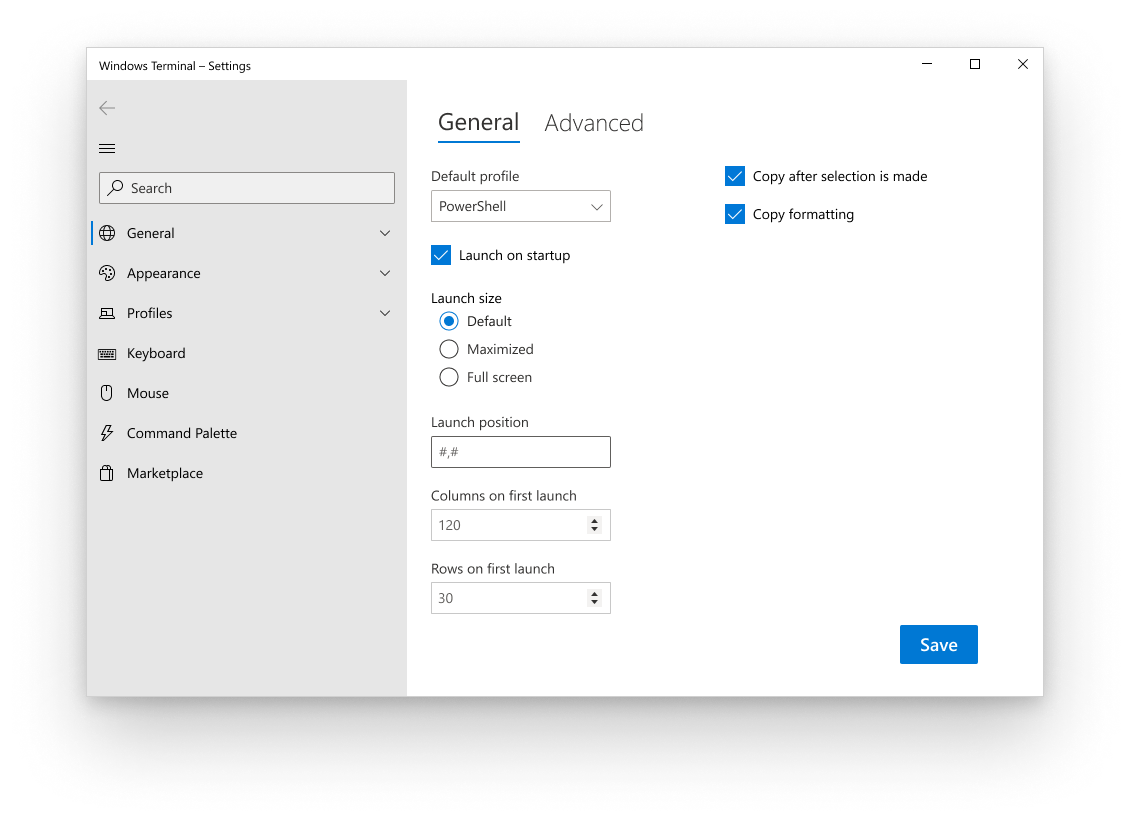 Windows Terminal – Settings
Search
General
Appearance
Profiles
Keyboard
Mouse
Command Palette
Marketplace
General Advanced
Default profile
PowerShell
Launch on startup
Launch size
Default
Maximized
Full screen
Launch position
#,#
Columns on first launch
120
Rows on first launch
30
Copy after selection is made
Copy formatting
Save